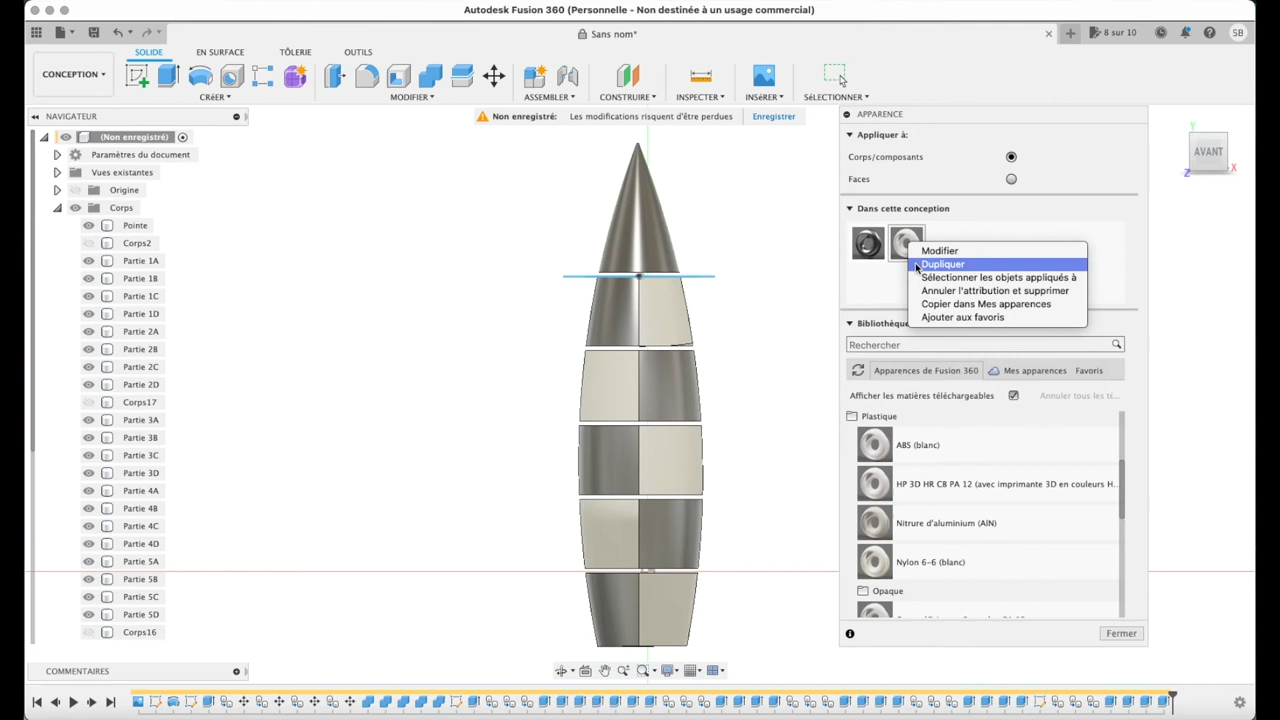 Autodesk Fusion 360 (Personnelle - Non destinée à un usage commercial)
Sans nom*
8 sur 10
SB
CONCEPTION
SOLIDE
EN SURFACE
TÔLERIE
OUTILS
CRéER
MODIFIER
ASSEMBLER
CONSTRUIRE
INSPECTER
INSéRER
SéLECTIONNER
NAVIGATEUR
Non enregistré: Les modifications risquent d'être perdues Enregistrer
(Non enregistré)
Paramètres du document
Vues existantes
Origine
Corps
Pointe
Corps2
Partie 1A
Partie 1B
Partie 1C
Partie 1D
Partie 2A
Partie 2B
Partie 2C
Partie 2D
Corps17
Partie 3A
Partie 3B
Partie 3C
Partie 3D
Partie 4A
Partie 4B
Partie 4C
Partie 4D
Partie 5A
Partie 5B
Partie 5C
Partie 5D
Corps16
COMMENTAIRES
AVANT
Y
X
Z
APPARENCE
Appliquer à:
Corps/composants
Faces
Dans cette conception
Modifier
Dupliquer
Sélectionner les objets appliqués à
Annuler l'attribution et supprimer
Copier dans Mes apparences
Ajouter aux favoris
Bibliothèque
Rechercher
Apparences de Fusion 360
Mes apparences
Favoris
Afficher les matières téléchargeables
Annuler tous les té...
Plastique
ABS (blanc)
HP 3D HR CB PA 12 (avec imprimante 3D en couleurs H...
Nitrure d'aluminium (AlN)
Nylon 6-6 (blanc)
Opaque
Fermer